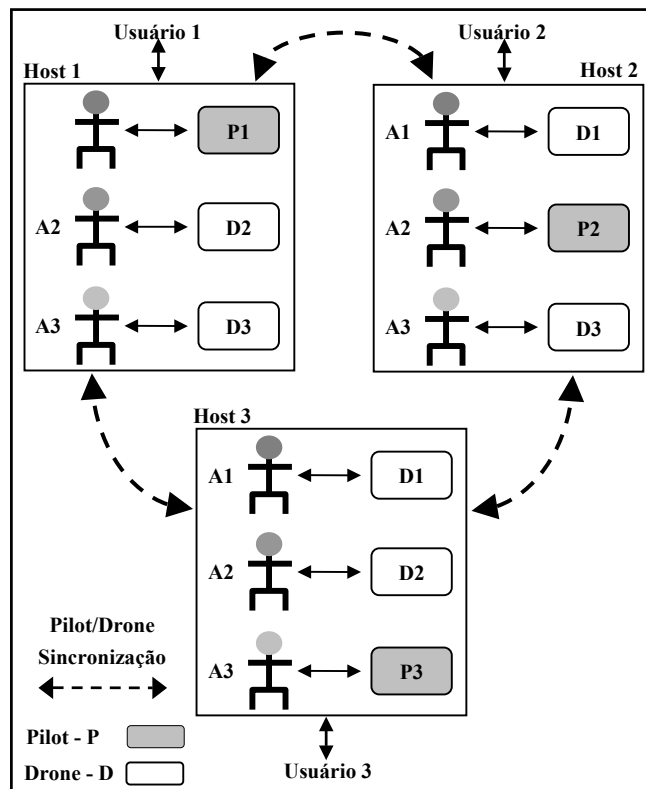 Usuário 1
Usuário 2
Host 1
Host 2
P1
A1
D1
A2
D2
A2
P2
A3
D3
A3
D3
Host 3
A1
D1
A2
D2
Pilot/Drone
Sincronização
A3
P3
Pilot - P
Drone - D
Usuário 3